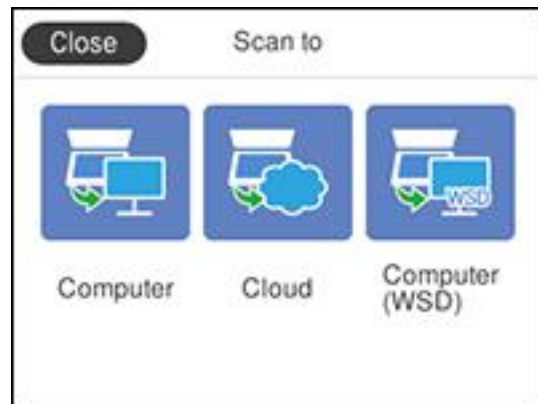 Close
Scan to
WSD
Computer
Cloud
Computer
(WSD)